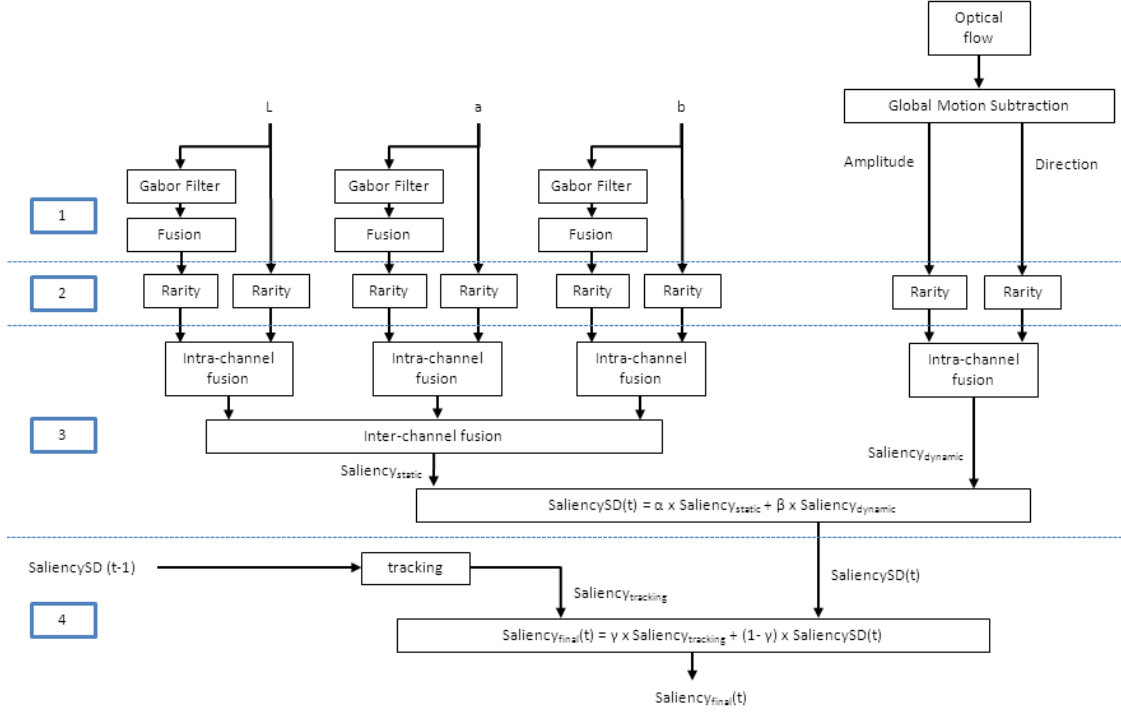 Optical
flow
Global Motion Subtraction
L
a
b
Amplitude
Direction
Gabor Filter
Gabor Filter
Gabor Filter
1
Fusion
Fusion
Fusion
2
Rarity
Rarity
Rarity
Rarity
Rarity
Rarity
Rarity
Rarity
Intra-channel
fusion
Intra-channel
fusion
Intra-channel
fusion
Intra-channel
fusion
3
Inter-channel fusion
Saliencystatic
Saliencydynamic
SaliencySD(t) = α x Saliencystatic + β x Saliencydynamic
SaliencySD (t-1)
tracking
SaliencySD(t)
Saliencytracking
4
Saliencyfinal(t) = γ x Saliencytracking + (1- γ) x SaliencySD(t)
Saliencyfinal(t)